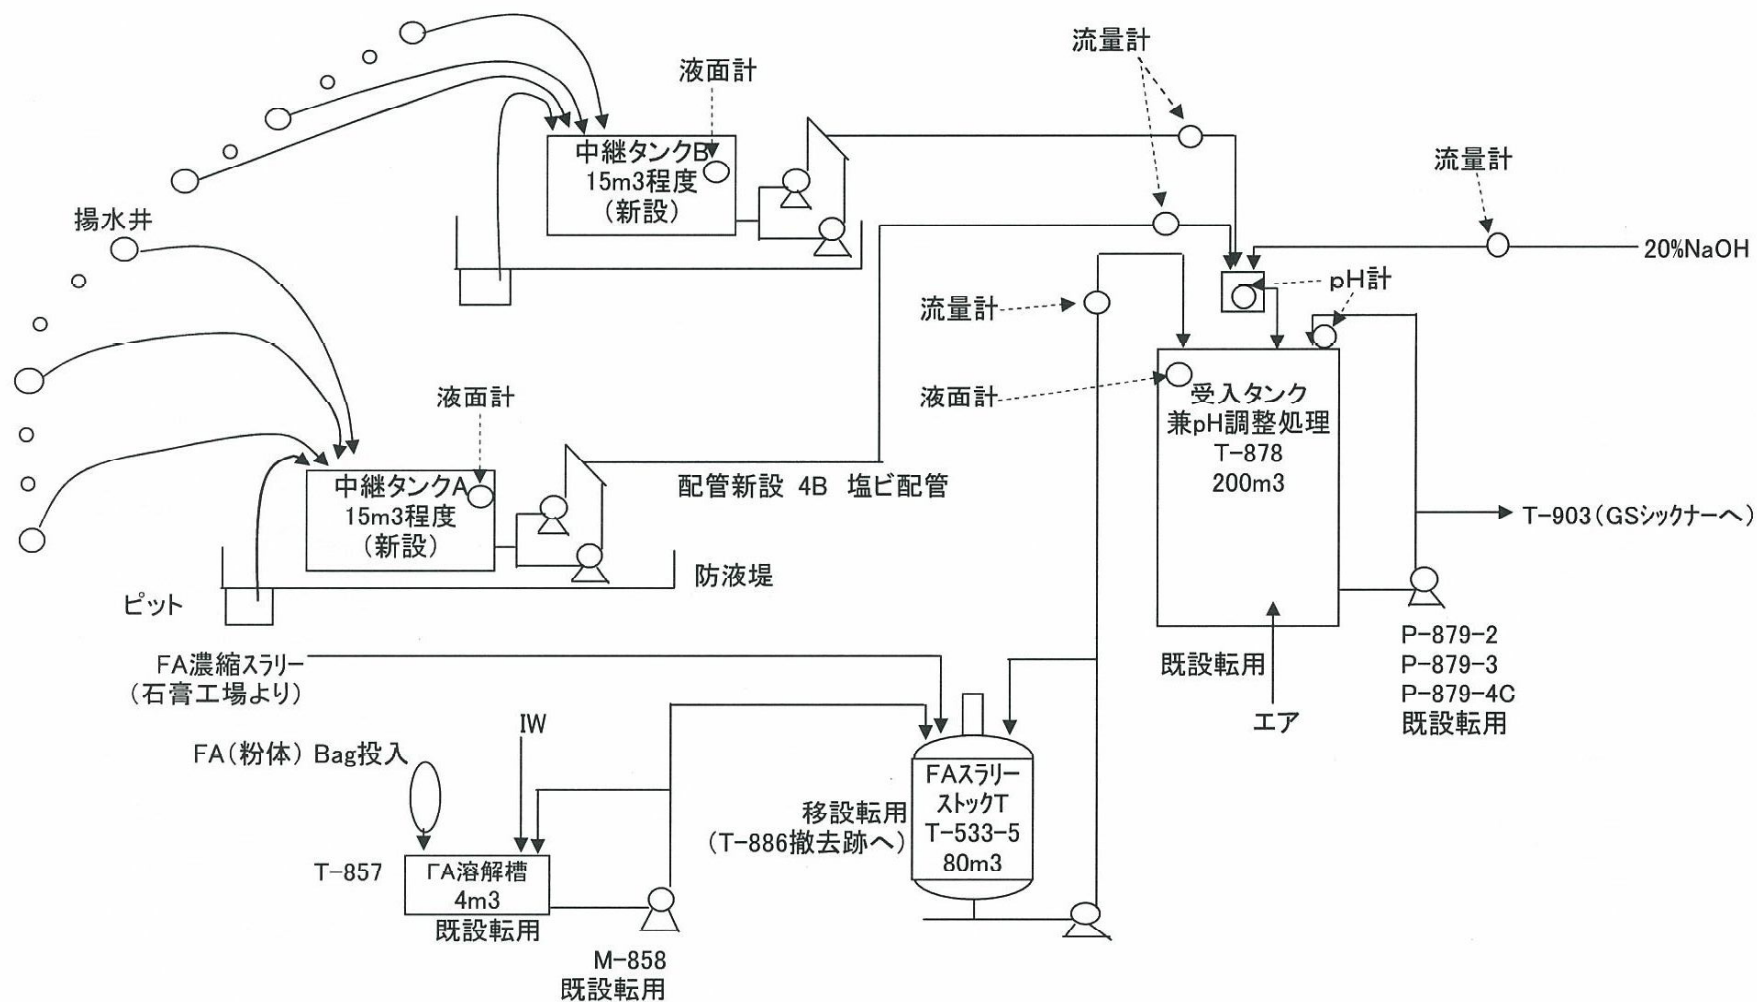 流量計
液面計
中継タンクB
15m3程度
(新設)
流量計
揚水井
20%NaOH
pH計
流量計
液面計
液面計
受入タンク
兼pH調整処理
T-878
200m3
中継タンクA
15m3程度
(新設)
配管新設 4B 塩ビ配管
T-903(GSシックナーへ)
防液堤
ピット
P-879-2
P-879-3
P-879-4C
既設転用
既設転用
エア
FA濃縮スラリー
(石膏工場より)
IW
FA(粉体) Bag投入
FAスラリー
ストックT
T-533-5
80m3
移設転用
(T-886撤去跡へ)
T-857
FA溶解槽
4m3
既設転用
M-858
既設転用